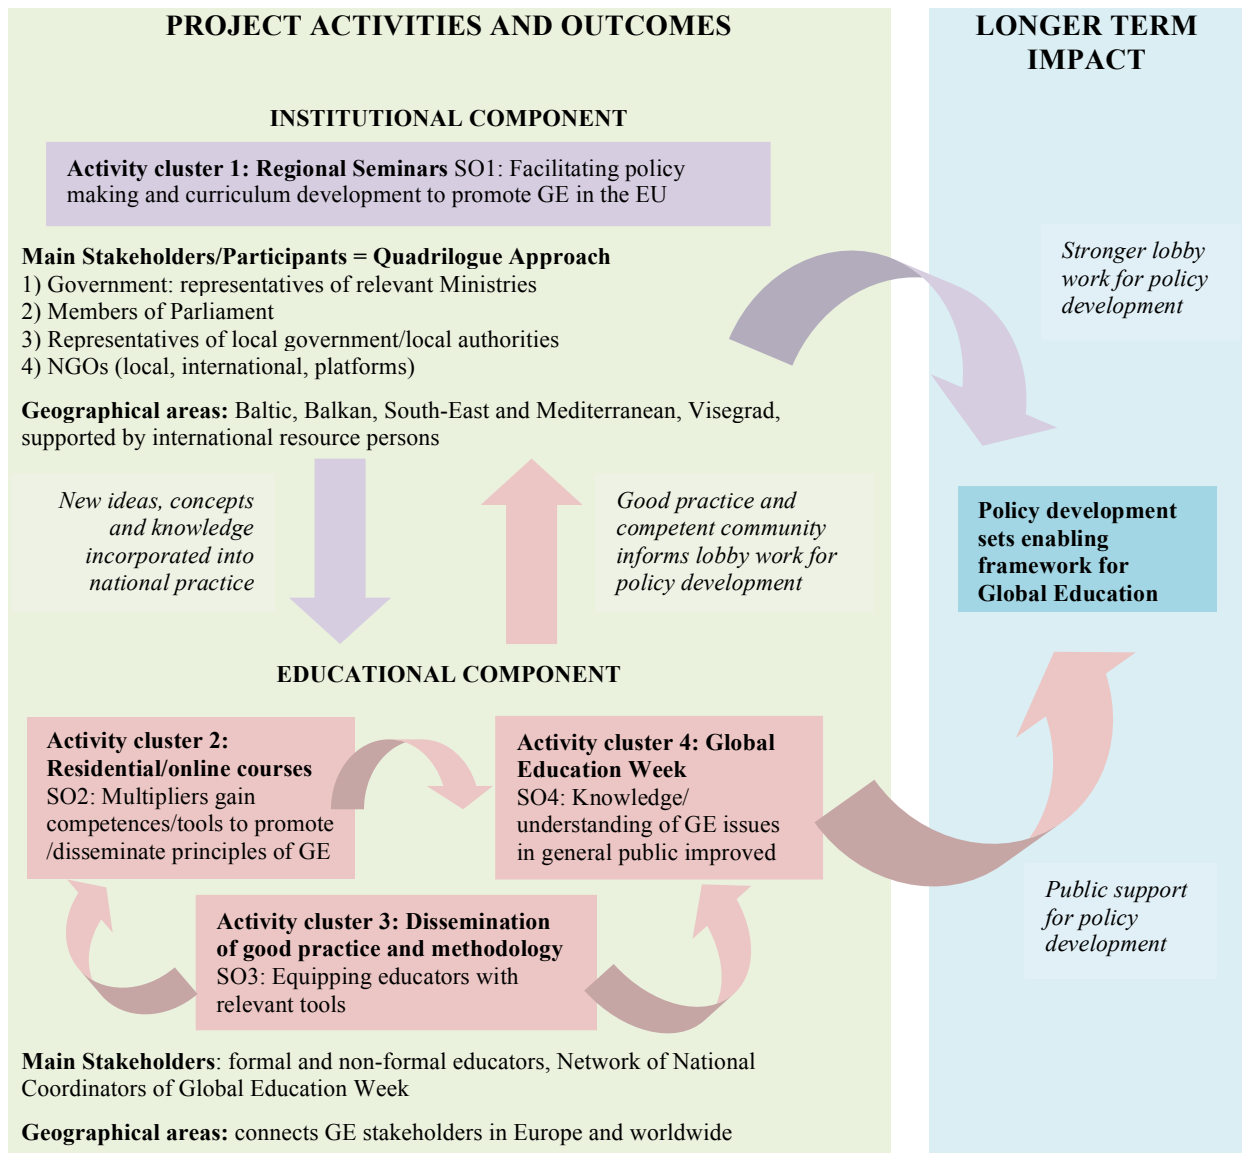 PROJECT ACTIVITIES AND OUTCOMES
INSTITUTIONAL COMPONENT
Activity cluster 1: Regional Seminars SO1: Facilitating policy
making and curriculum development to promote GE in the EU
Main Stakeholders/Participants = Quadrilogue Approach
1) Government: representatives of relevant Ministries
2) Members of Parliament
3) Representatives of local government/local authorities
4) NGOs (local, international, platforms)
Geographical areas: Baltic, Balkan, South-East and Mediterranean, Visegrad,
supported by international resource persons
New ideas, concepts
and knowledge
incorporated into
national practice
Good practice and
competent community
informs lobby work for
policy development
EDUCATIONAL COMPONENT
Activity cluster 2:
Residential/online courses
SO2: Multipliers gain
competences/tools to promote
/disseminate principles of GE
Activity cluster 4: Global
Education Week
SO4: Knowledge/
understanding of GE issues
in general public improved
Activity cluster 3: Dissemination
of good practice and methodology
SO3: Equipping educators with
relevant tools
Main Stakeholders: formal and non-formal educators, Network of National
Coordinators of Global Education Week
Geographical areas: connects GE stakeholders in Europe and worldwide
LONGER TERM
IMPACT
Stronger lobby
work for policy
development
Policy development
sets enabling
framework for
Global Education
Public support
for policy
development